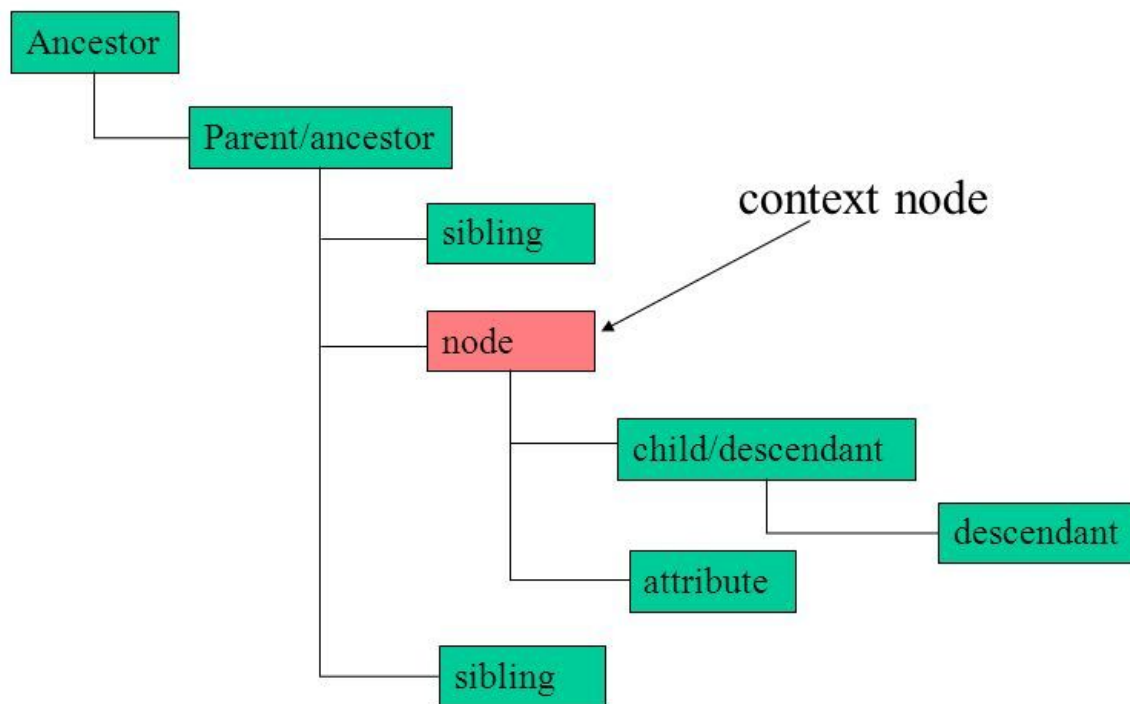 Ancestor
Parent/ancestor
sibling
context node
node
child/descendant
descendant
attribute
sibling